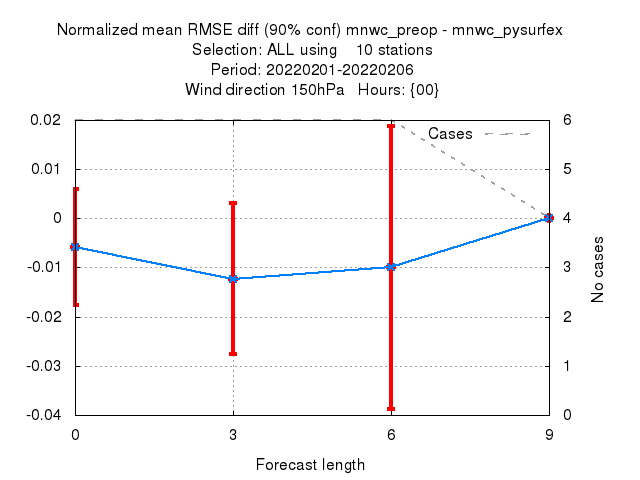 Normalized mean RMSE diff (90% conf) mnwc_preop - mnwc_pysurfex
Selection: ALL using    10 stations
Period: 20220201-20220206
Wind direction 150hPa   Hours: {00}
Cases
0.02
0.01
0
-0.01
-0.02
-0.03
-0.04
6
5
4
3
2
1
0
No cases
0 3 6 9
Forecast length